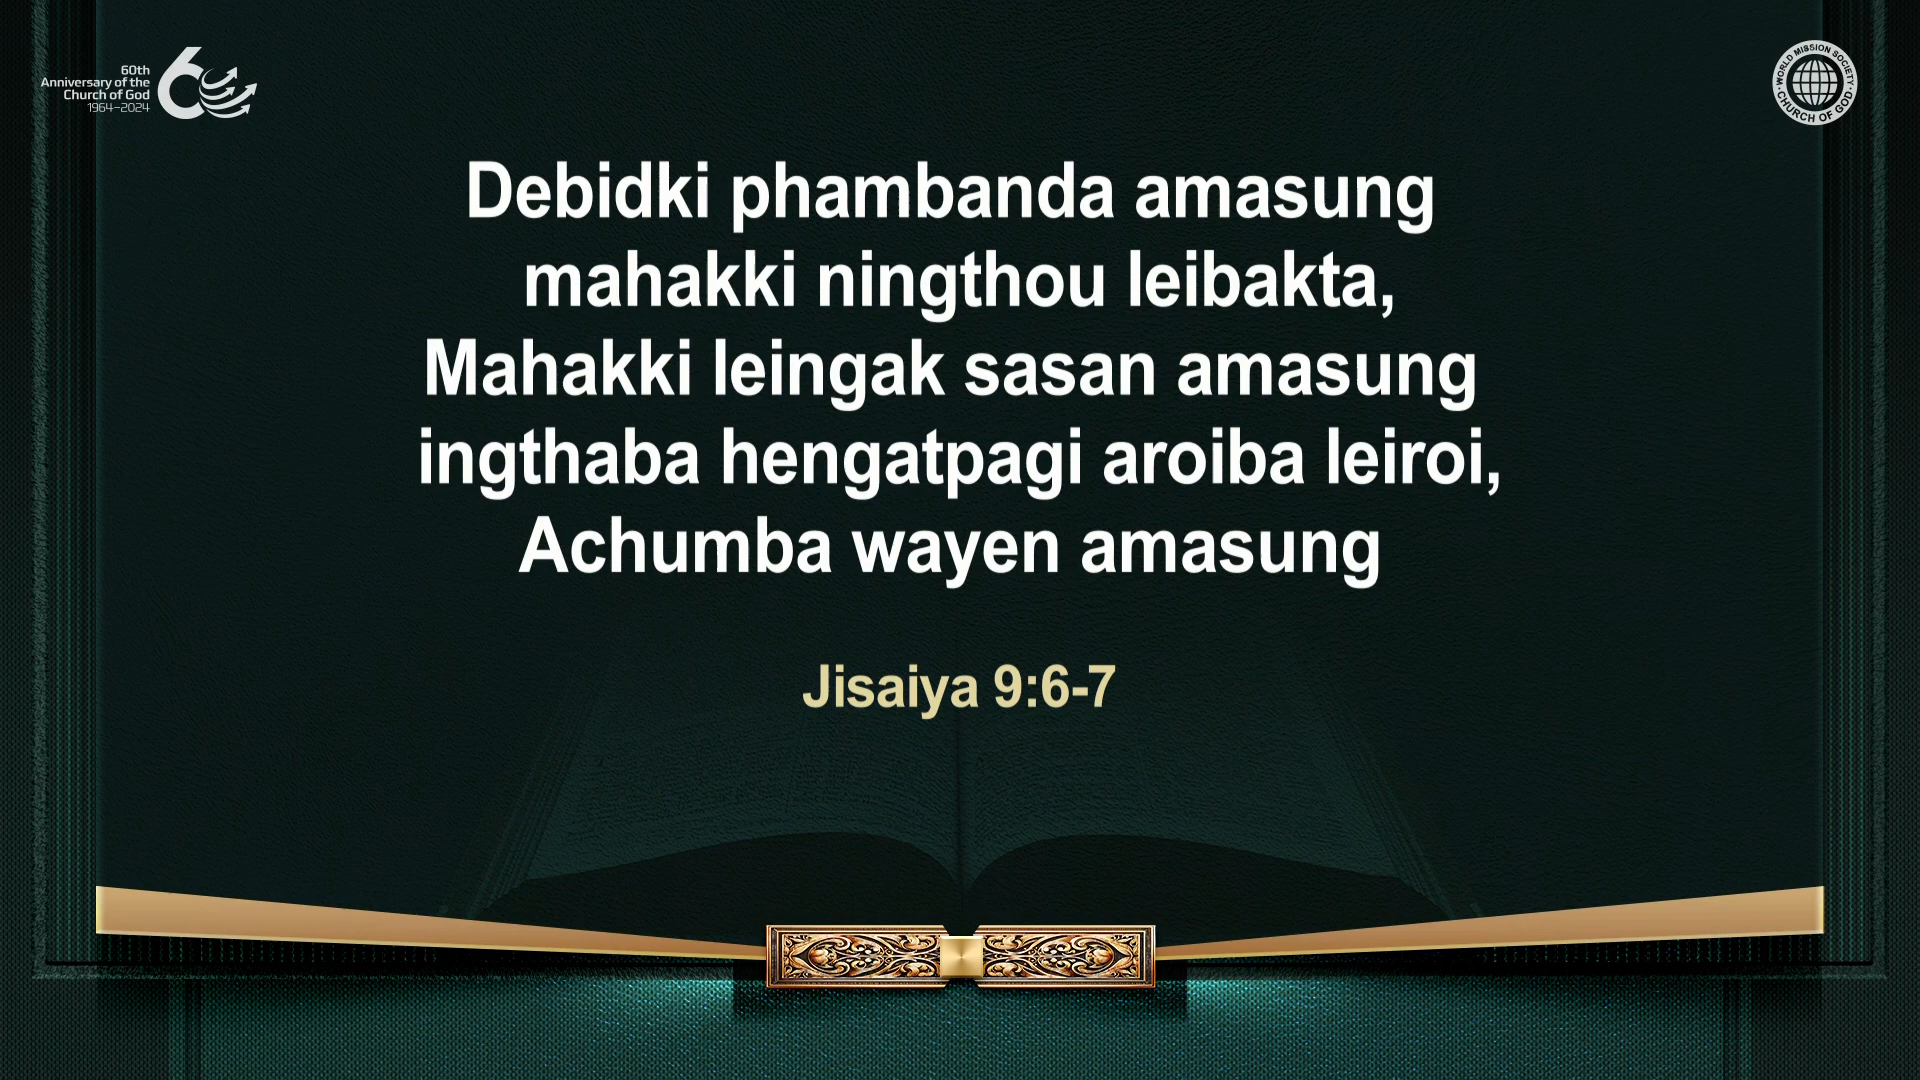 60th
Anniversary of the
Church of God
1964–2024
60
WORLD MISSION SOCIETY
CHURCH OF GOD
Debidki phambanda amasung
mahakki ningthou leibakta,
Mahakki leingak sasan amasung
ingthaba hengatpagi aroiba leiroi,
Achumba wayen amasung
Jisaiya 9:6-7